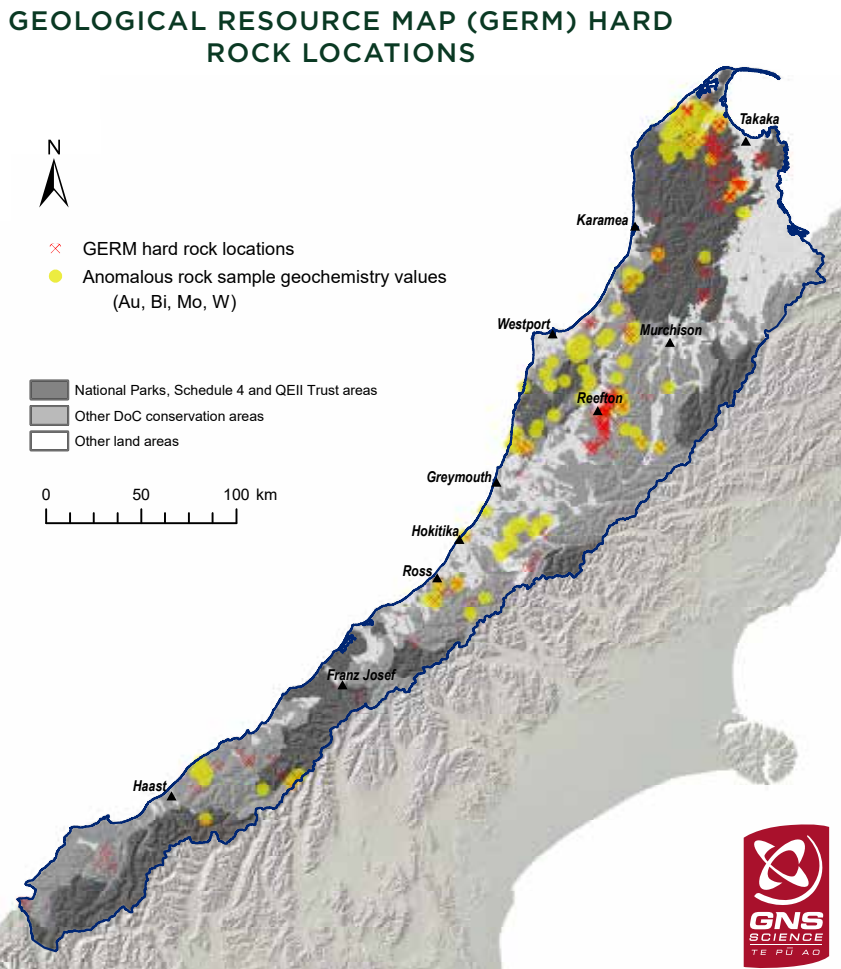 GEOLOGICAL RESOURCE MAP (GERM) HARD
ROCK LOCATIONS
Takaka
N
Karamea
GERM hard rock locations
Anomalous rock sample geochemistry values
(Au, Bi, Mo, W)
Westport
Murchison
National Parks, Schedule 4 and QEII Trust areas
Other DoC conservation areas
Other land areas
Reefton
Greymouth
0 50 100 km
Hokitika
Ross
Franz Josef
Haast
GNS
SCIENCE
TE PŪ AO